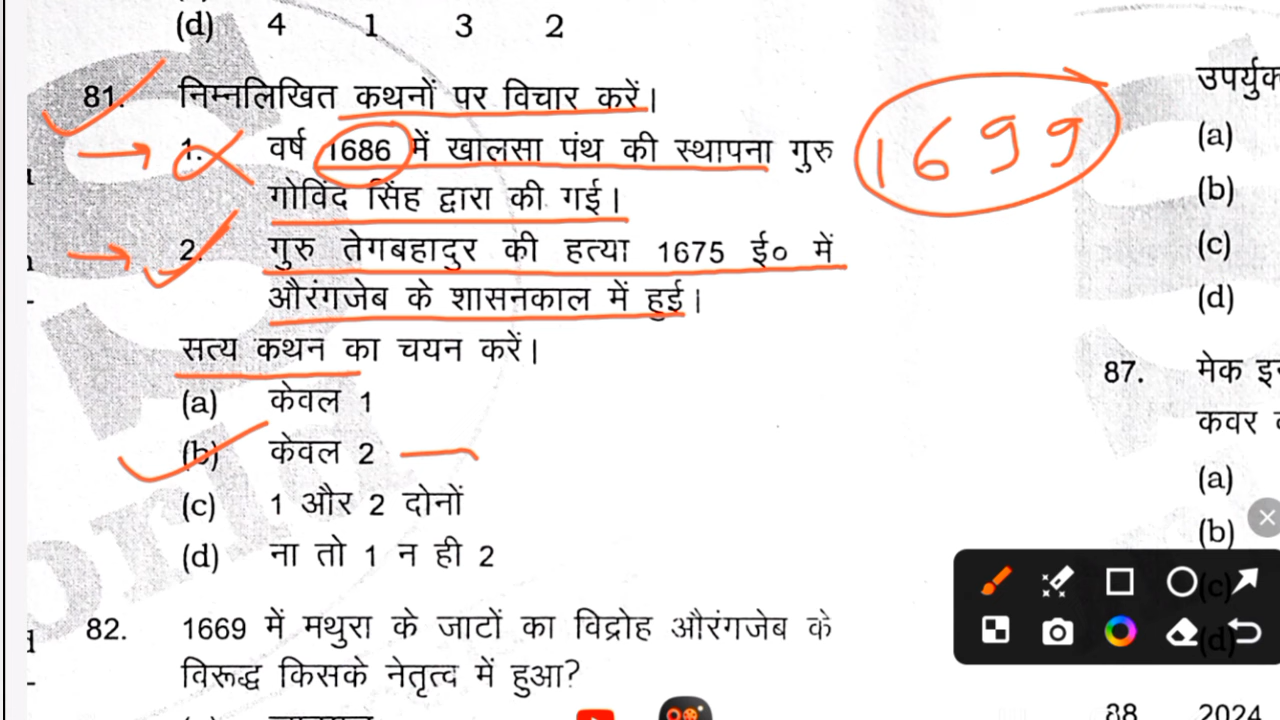 (d) 4 1 3 2
81. निम्नलिखित कथनों पर विचार करें।
1. वर्ष 1686 में खालसा पंथ की स्थापना गुरु
गोविंद सिंह द्वारा की गई।
1699
2. गुरु तेगबहादुर की हत्या 1675 ई० में
औरंगजेब के शासनकाल में हुई।
सत्य कथन का चयन करें।
(a) केवल 1
(b) केवल 2
(c) 1 और 2 दोनों
(d) ना तो 1 न ही 2
82. 1669 में मथुरा के जाटों का विद्रोह औरंगजेब के
विरूद्ध किसके नेतृत्व में हुआ?
(a)
(b)
(c)
(d)
87. मेक
कवर
(a)
(b)
(c)
(d)
88 2024